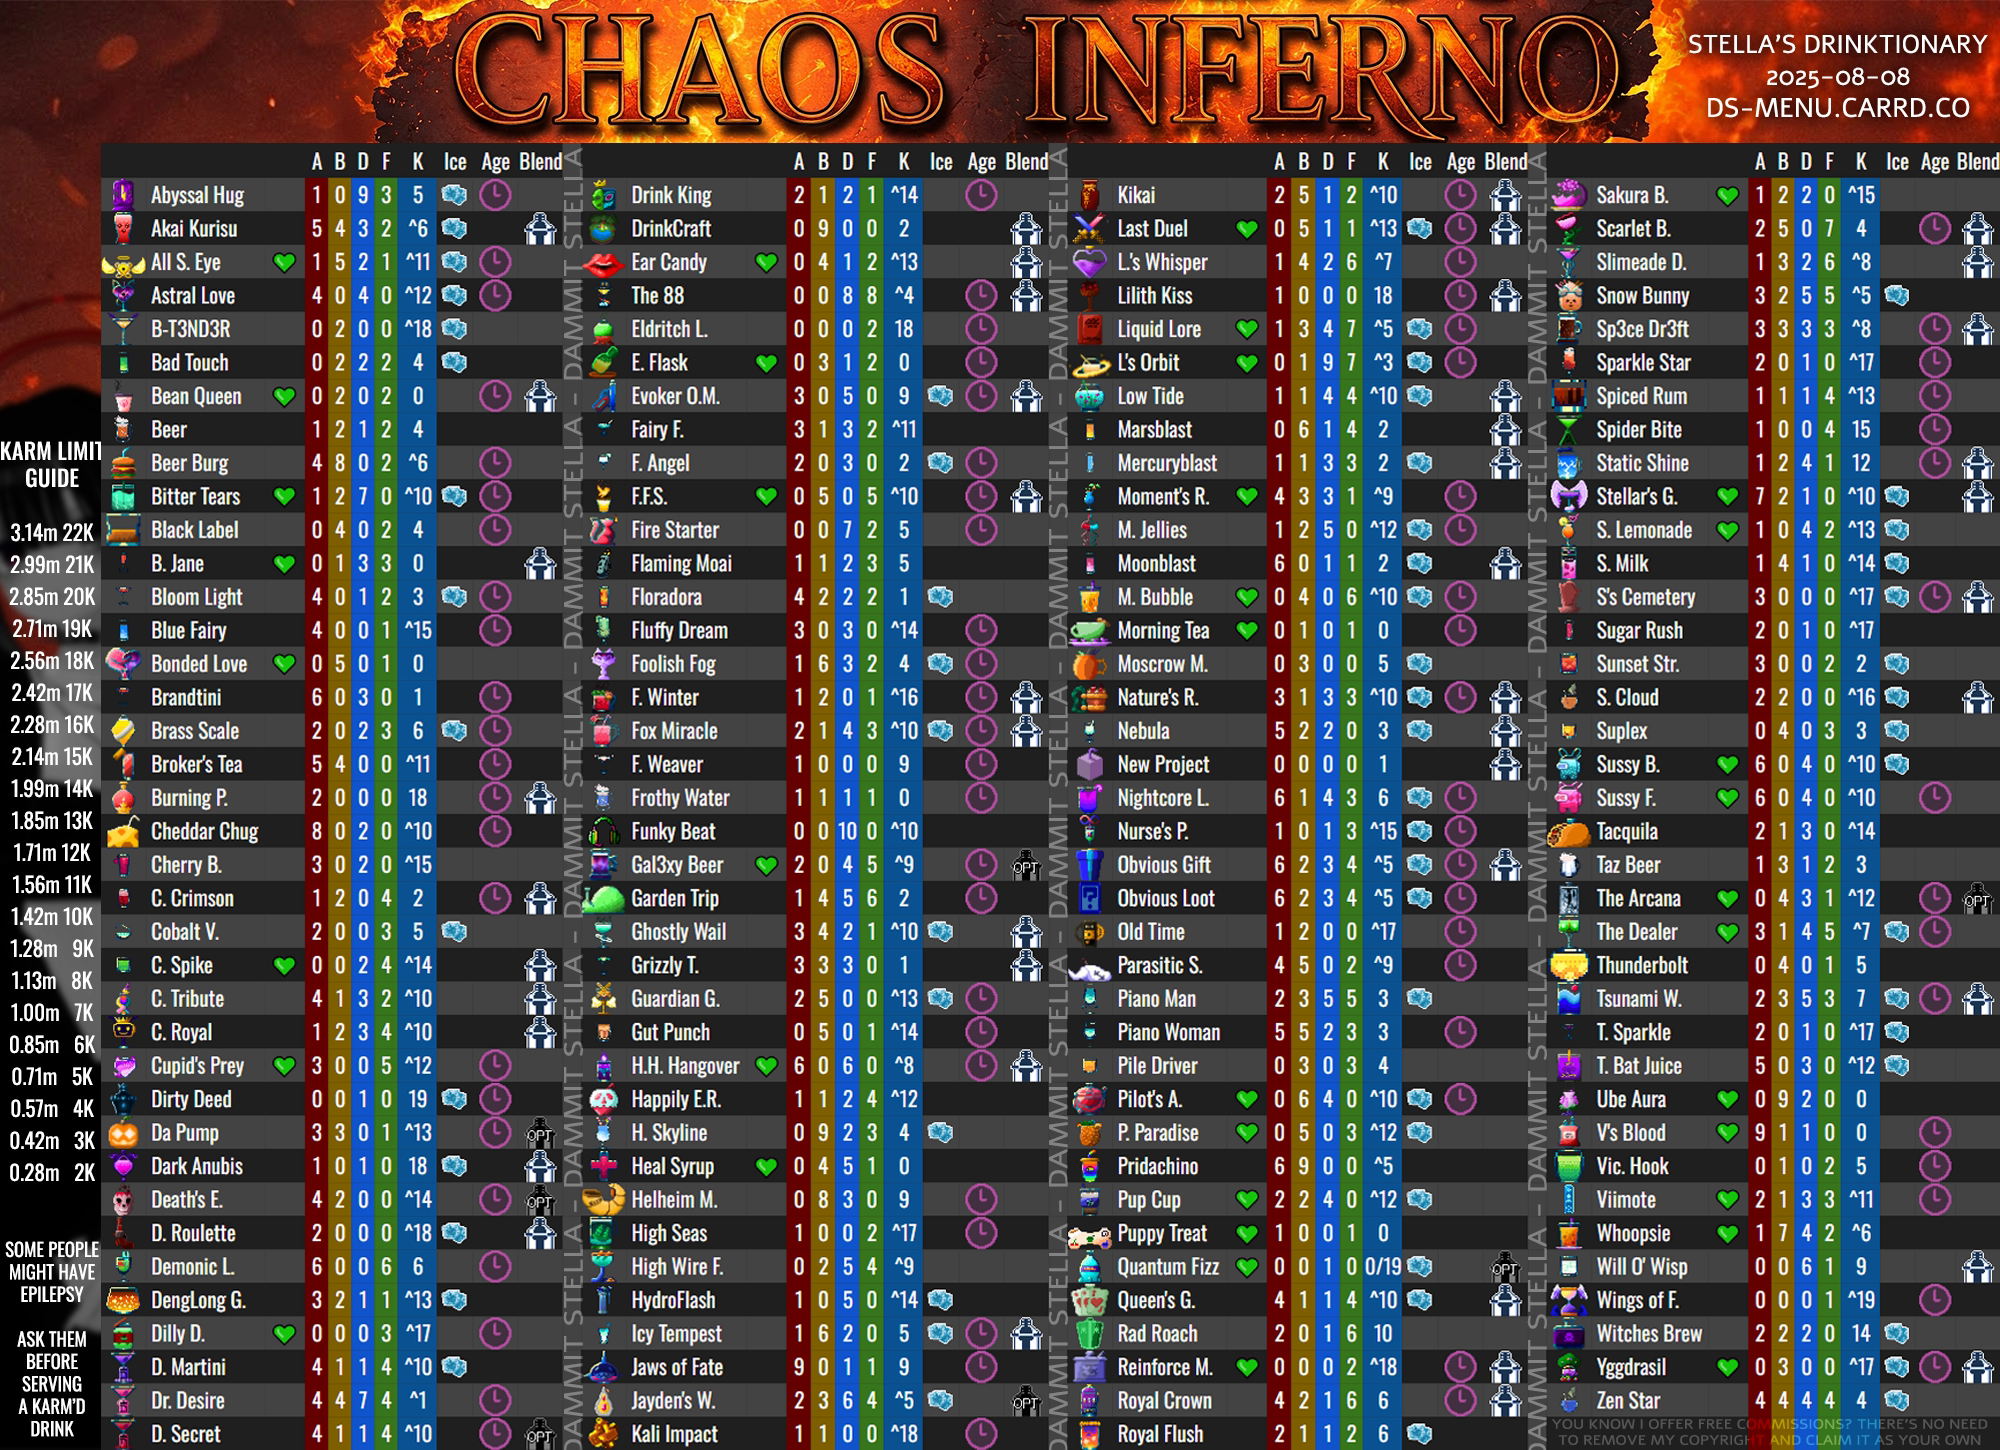 CHAOS INFERNO
STELLA'S DRINKTIONARY
2025-08-08
DS-MENU.CARRD.CO
KARM LIMIT
GUIDE
3.14m 22K
2.99m 21K
2.85m 20K
2.71m 19K
2.56m 18K
2.42m 17K
2.28m 16K
2.14m 15K
1.99m 14K
1.85m 13K
1.71m 12K
1.56m 11K
1.42m 10K
1.28m 9K
1.13m 8K
1.00m 7K
0.85m 6K
0.71m 5K
0.57m 4K
0.42m 3K
0.28m 2K
SOME PEOPLE
MIGHT HAVE
EPILEPSY
ASK THEM
BEFORE
SERVING
A KARM'D
DRINK
A B D F K Ice Age Blend
Abyssal Hug 1 0 9 3 5
Akai Kurisu 5 4 3 2 ^6
All S. Eye 1 5 2 1 ^11
Astral Love 4 0 4 0 ^12
B-T3ND3R 0 2 0 0 ^18
Bad Touch 0 2 2 2 4
Bean Queen 0 2 0 2 0
Beer 1 2 1 2 4
Beer Burg 4 8 0 2 ^6
Bitter Tears 1 2 7 0 ^10
Black Label 0 4 0 2 4
B. Jane 0 1 3 3 0
Bloom Light 4 0 1 2 3
Blue Fairy 4 0 0 1 ^15
Bonded Love 0 5 0 1 0
Brandtini 6 0 3 0 1
Brass Scale 2 0 2 3 6
Broker's Tea 5 4 0 0 ^11
Burning P. 2 0 0 0 18
Cheddar Chug 8 0 2 0 ^10
Cherry B. 3 0 2 0 ^15
C. Crimson 1 2 0 4 2
Cobalt V. 2 0 0 3 5
C. Spike 0 0 2 4 ^14
C. Tribute 4 1 3 2 ^10
C. Royal 1 2 3 4 ^10
Cupid's Prey 3 0 0 5 ^12
Dirty Deed 0 0 1 0 19
Da Pump 3 3 0 1 ^13 OPT
Dark Anubis 1 0 1 0 18
Death's E. 4 2 0 0 ^14 OPT
D. Roulette 2 0 0 0 ^18
Demonic L. 6 0 0 6 6
DengLong G. 3 2 1 1 ^13
Dilly D. 0 0 0 3 ^17
D. Martini 4 1 1 4 ^10
Dr. Desire 4 4 7 4 ^1
D. Secret 4 1 1 4 ^10 OPT
DAMMIT STELLA - DAMMIT STELLA - DAMMIT STELLA - DAMMIT STELLA
A B D F K Ice Age Blend
Drink King 2 1 2 1 ^14
DrinkCraft 0 9 0 0 2
Ear Candy 0 4 1 2 ^13
The 88 0 0 8 8 ^4
Eldritch L. 0 0 0 2 18
E. Flask 0 3 1 2 0
Evoker O.M. 3 0 5 0 9
Fairy F. 3 1 3 2 ^11
F. Angel 2 0 3 0 2
F.F.S. 0 5 0 5 ^10
Fire Starter 0 0 7 2 5
Flaming Moai 1 1 2 3 5
Floradora 4 2 2 2 1
Fluffy Dream 3 0 3 0 ^14
Foolish Fog 1 6 3 2 4
F. Winter 1 2 0 1 ^16
Fox Miracle 2 1 4 3 ^10
F. Weaver 1 0 0 0 9
Frothy Water 1 1 1 1 0
Funky Beat 0 0 10 0 ^10
Gal3xy Beer 2 0 4 5 ^9 OPT
Garden Trip 1 4 5 6 2
Ghostly Wail 3 4 2 1 ^10
Grizzly T. 3 3 3 0 1
Guardian G. 2 5 0 0 ^13
Gut Punch 0 5 0 1 ^14
H.H. Hangover 6 0 6 0 ^8
Happily E.R. 1 1 2 4 ^12
H. Skyline 0 9 2 3 4
Heal Syrup 0 4 5 1 0
Helheim M. 0 8 3 0 9
High Seas 1 0 0 2 ^17
High Wire F. 0 2 5 4 ^9
HydroFlash 1 0 5 0 ^14
Icy Tempest 1 6 2 0 5
Jaws of Fate 9 0 1 1 9
Jayden's W. 2 3 6 4 ^5 OPT
Kali Impact 1 1 0 0 ^18
DAMMIT STELLA - DAMMIT STELLA - DAMMIT STELLA - DAMMIT STELLA
A B D F K Ice Age Blend
Kikai 2 5 1 2 ^10
Last Duel 0 5 1 1 ^13
L.'s Whisper 1 4 2 6 ^7
Lilith Kiss 1 0 0 0 18
Liquid Lore 1 3 4 7 ^5
L's Orbit 0 1 9 7 ^3
Low Tide 1 1 4 4 ^10
Marsblast 0 6 1 4 2
Mercuryblast 1 1 3 3 2
Moment's R. 4 3 3 1 ^9
M. Jellies 1 2 5 0 ^12
Moonblast 6 0 1 1 2
M. Bubble 0 4 0 6 ^10
Morning Tea 0 1 0 1 0
Moscrow M. 0 3 0 0 5
Nature's R. 3 1 3 3 ^10
Nebula 5 2 2 0 3
New Project 0 0 0 0 1
Nightcore L. 6 1 4 3 6
Nurse's P. 1 0 1 3 ^15
Obvious Gift 6 2 3 4 ^5
Obvious Loot 6 2 3 4 ^5
Old Time 1 2 0 0 ^17
Parasitic S. 4 5 0 2 ^9
Piano Man 2 3 5 5 3
Piano Woman 5 5 2 3 3
Pile Driver 0 3 0 3 4
Pilot's A. 0 6 4 0 ^10
P. Paradise 0 5 0 3 ^12
Pridachino 6 9 0 0 ^5
Pup Cup 2 2 4 0 ^12
Puppy Treat 1 0 0 1 0
Quantum Fizz 0 0 1 0 0/19 OPT
Queen's G. 4 1 1 4 ^10
Rad Roach 2 0 1 6 10
Reinforce M. 0 0 0 2 ^18
Royal Crown 4 2 1 6 6
Royal Flush 2 1 1 2 6
DAMMIT STELLA - DAMMIT STELLA - DAMMIT STELLA - DAMMIT STELLA
A B D F K Ice Age Blend
Sakura B. 1 2 2 0 ^15
Scarlet B. 2 5 0 7 4
Slimeade D. 1 3 2 6 ^8
Snow Bunny 3 2 5 5 ^5
Sp3ce Dr3ft 3 3 3 3 ^8
Sparkle Star 2 0 1 0 ^17
Spiced Rum 1 1 1 4 ^13
Spider Bite 1 0 0 4 15
Static Shine 1 2 4 1 12
Stellar's G. 7 2 1 0 ^10
S. Lemonade 1 0 4 2 ^13
S. Milk 1 4 1 0 ^14
S's Cemetery 3 0 0 0 ^17
Sugar Rush 2 0 1 0 ^17
Sunset Str. 3 0 0 2 2
S. Cloud 2 2 0 0 ^16
Suplex 0 4 0 3 3
Sussy B. 6 0 4 0 ^10
Sussy F. 6 0 4 0 ^10
Tacquila 2 1 3 0 ^14
Taz Beer 1 3 1 2 3
The Arcana 0 4 3 1 ^12 OPT
The Dealer 3 1 4 5 ^7
Thunderbolt 0 4 0 1 5
Tsunami W. 2 3 5 3 7
T. Sparkle 2 0 1 0 ^17
T. Bat Juice 5 0 3 0 ^12
Ube Aura 0 9 2 0 0
V's Blood 9 1 1 0 0
Vic. Hook 0 1 0 2 5
Viimote 2 1 3 3 ^11
Whoopsie 1 7 4 2 ^6
Will O' Wisp 0 0 6 1 9
Wings of F. 0 0 0 1 ^19
Witches Brew 2 2 2 0 14
Yggdrasil 0 3 0 0 ^17
Zen Star 4 4 4 4 4
YOU KNOW I OFFER FREE COMMISSIONS? THERE'S NO NEED
TO REMOVE MY COPYRIGHT AND CLAIM IT AS YOUR OWN